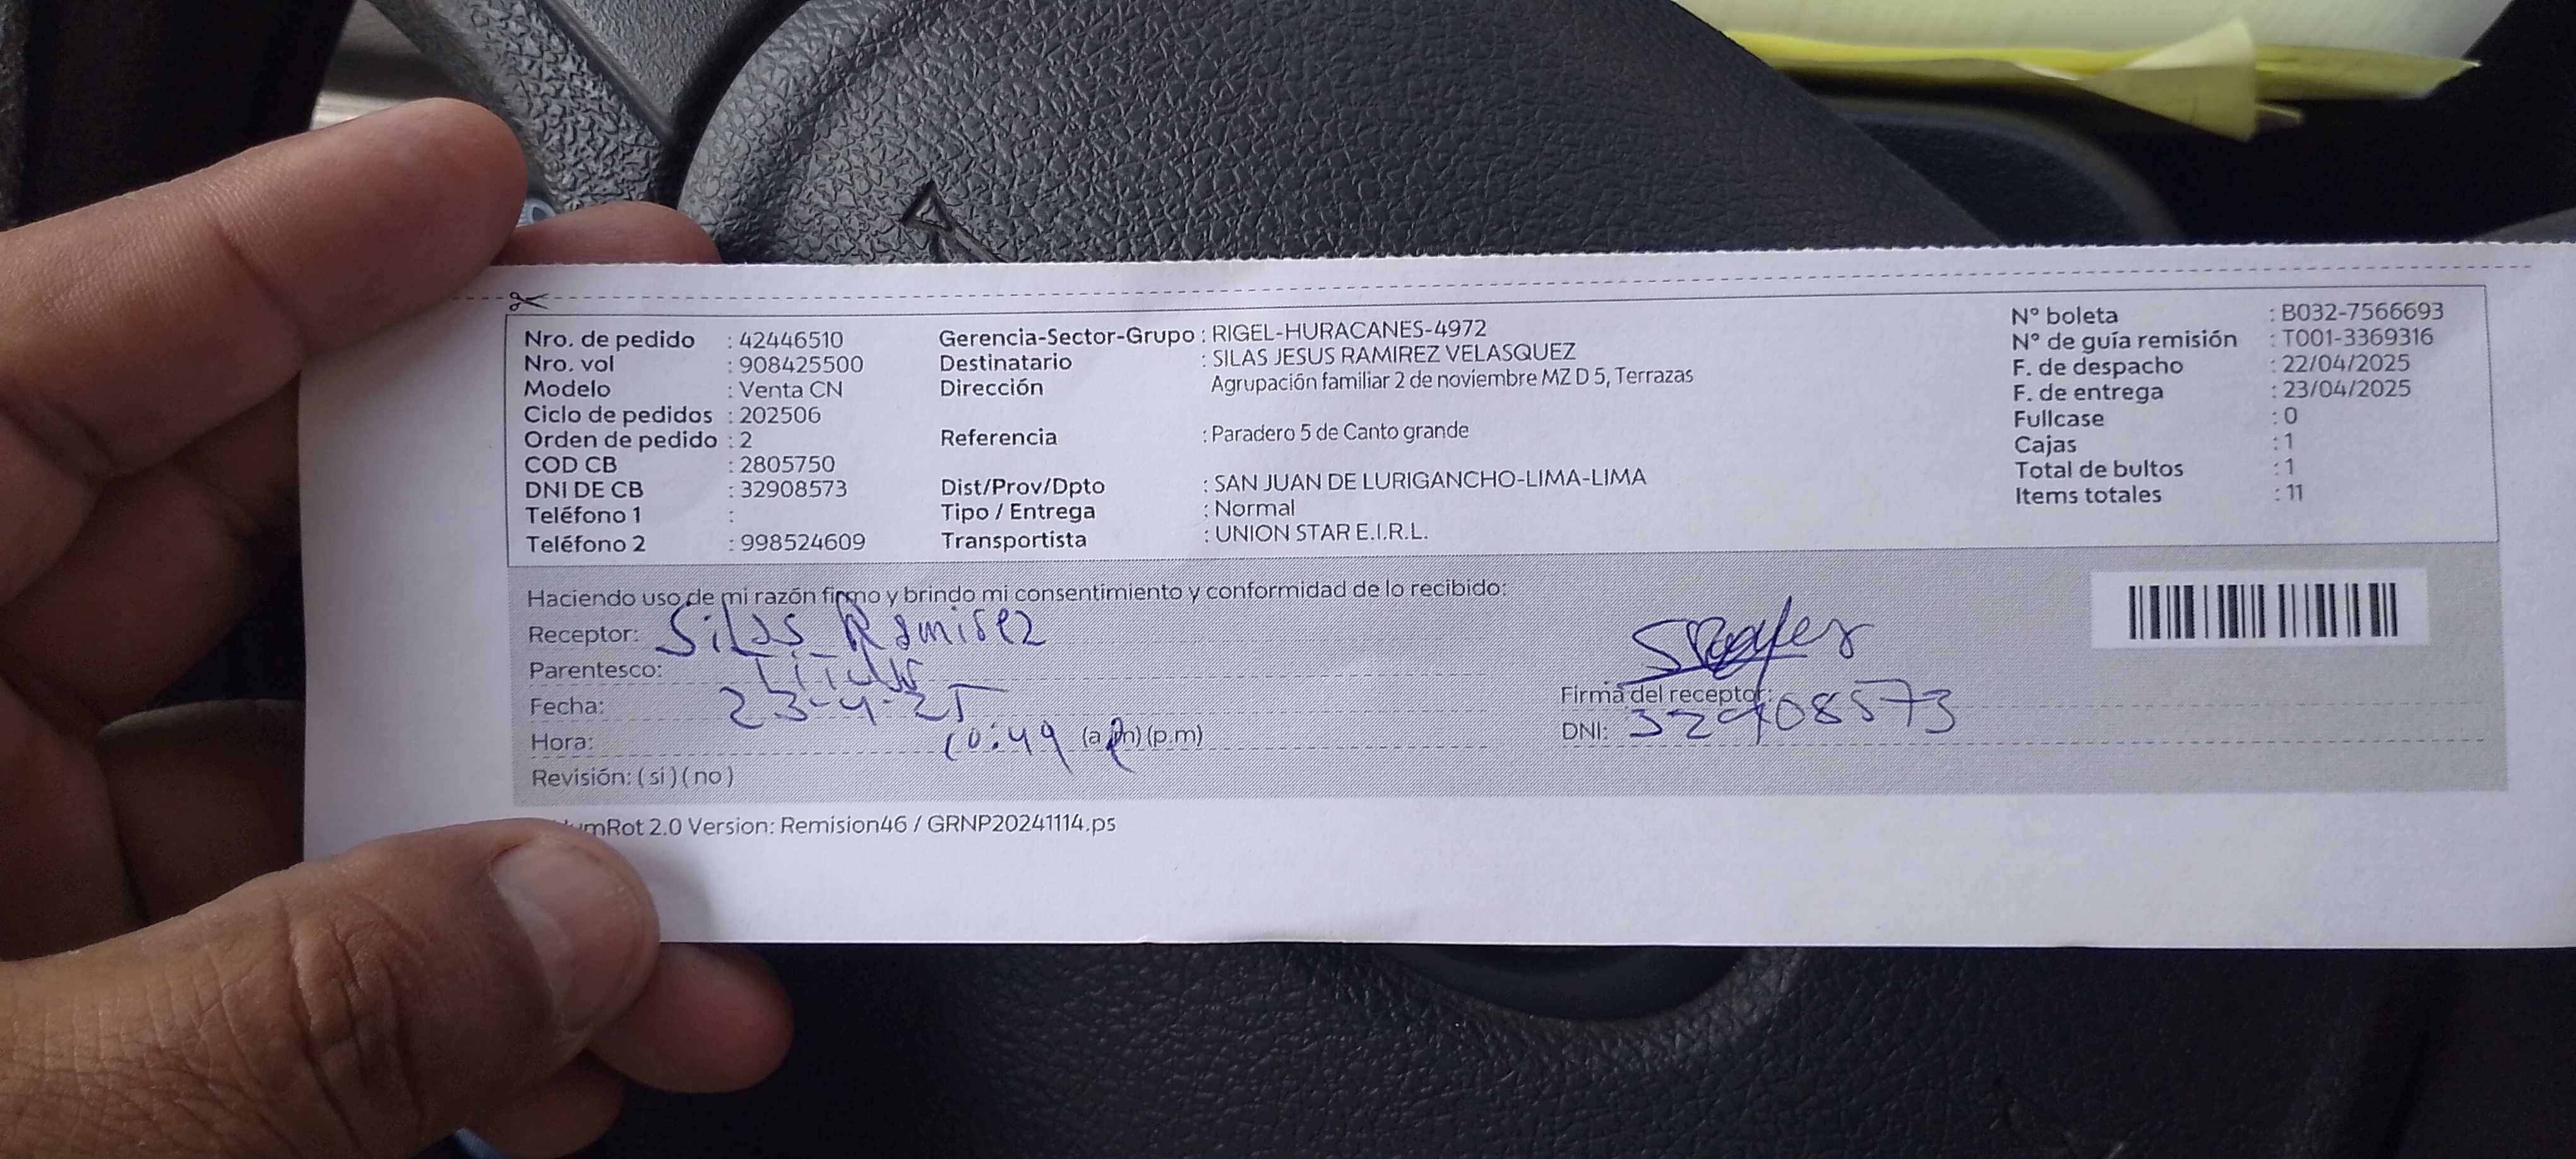 Nro. de pedido : 42446510
Nro. vol : 908425500
Modelo : Venta CN
Ciclo de pedidos : 202506
Orden de pedido : 2
COD CB : 2805750
DNI DE CB : 32908573
Teléfono 1 :
Teléfono 2 : 998524609
Gerencia-Sector-Grupo : RIGEL-HURACANES-4972
Destinatario : SILAS JESUS RAMIREZ VELASQUEZ
Dirección Agrupación familiar 2 de noviembre MZ D 5, Terrazas
Referencia : Paradero 5 de Canto grande
Dist/Prov/Dpto : SAN JUAN DE LURIGANCHO-LIMA-LIMA
Tipo / Entrega : Normal
Transportista : UNION STAR E.I.R.L.
N° boleta : B032-7566693
N° de guía remisión : T001-3369316
F. de despacho : 22/04/2025
F. de entrega : 23/04/2025
Fullcase : 0
Cajas : 1
Total de bultos : 1
Items totales : 11
Haciendo uso de mi razón firmo y brindo mi consentimiento y conformidad de lo recibido:
Receptor: Silas Ramirez
Parentesco: Titular
Fecha: 23-4-25
Hora: 10:49 (a.m) (p.m)
Revisión: ( si ) ( no )
Firma del receptor:
DNI: 32908573
mRot 2.0 Version: Remision46 / GRNP20241114.ps